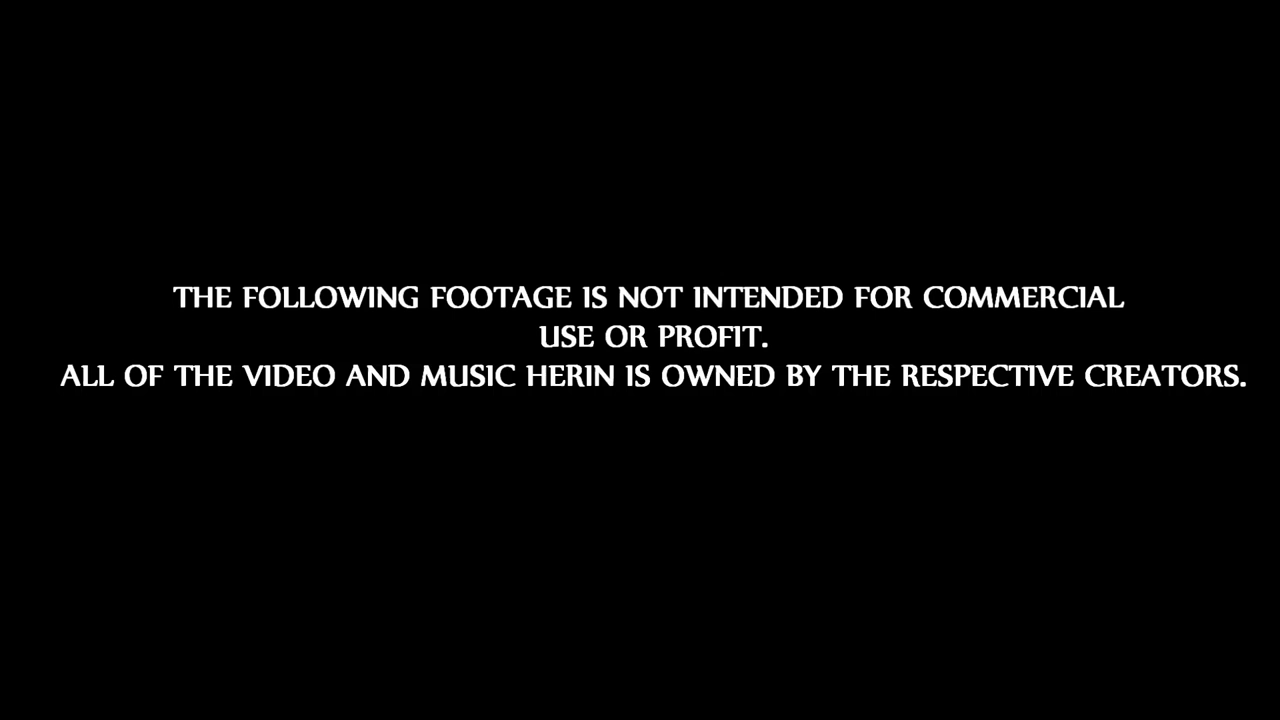 THE FOLLOWING FOOTAGE IS NOT INTENDED FOR COMMERCIAL
USE OR PROFIT.
ALL OF THE VIDEO AND MUSIC HERIN IS OWNED BY THE RESPECTIVE CREATORS.